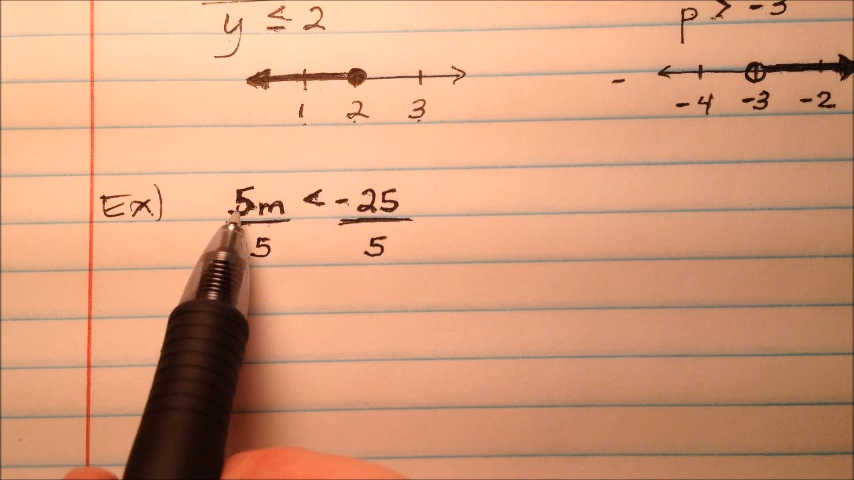 y ≤ 2
p > -3
1 2 3
-
-4 -3 -2
Ex) 5m < -25
5 5